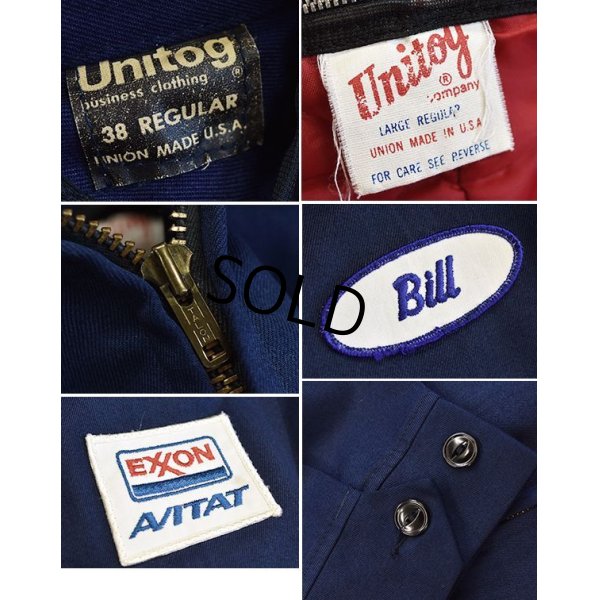 Unitog
business clothing ®
38 REGULAR
UNION MADE U.S.A.
Unitog
® company
LARGE REGULAR
UNION MADE IN U.S.A.
FOR CARE SEE REVERSE
TALON
SOLD
Bill
EXXON
AVITAT